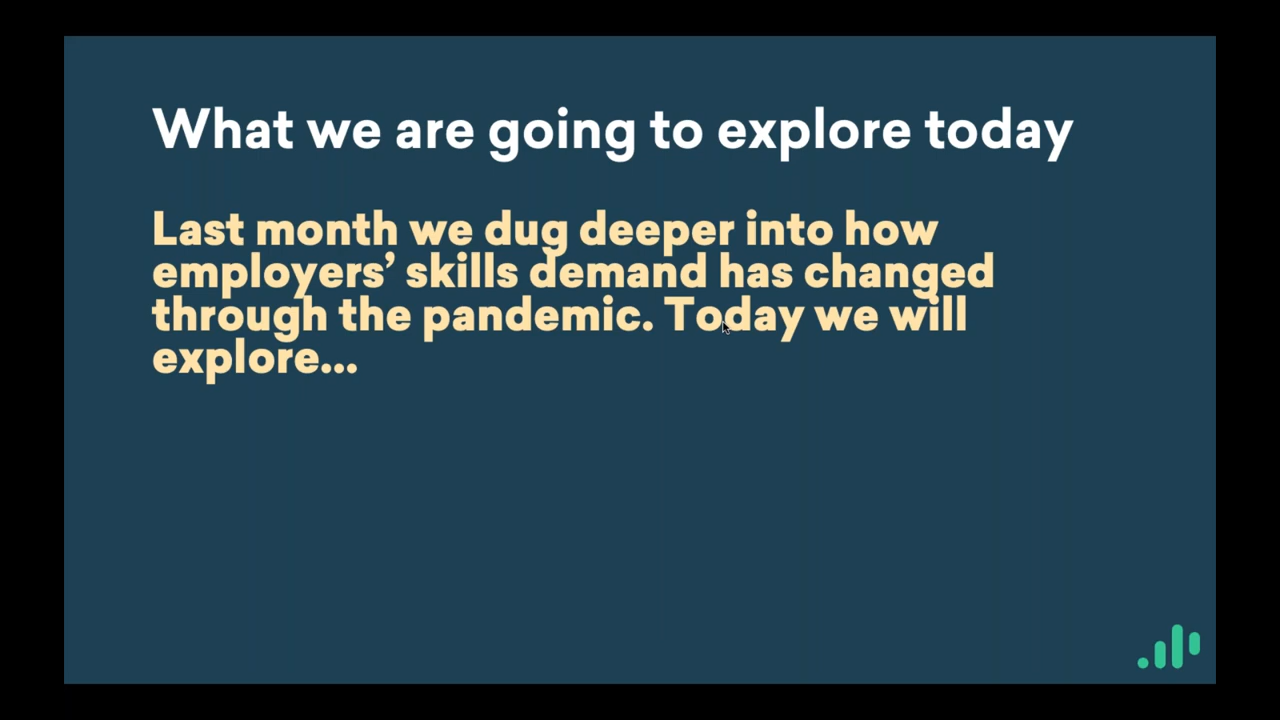 What we are going to explore today
Last month we dug deeper into how
employers’ skills demand has changed
through the pandemic. Today we will
explore...